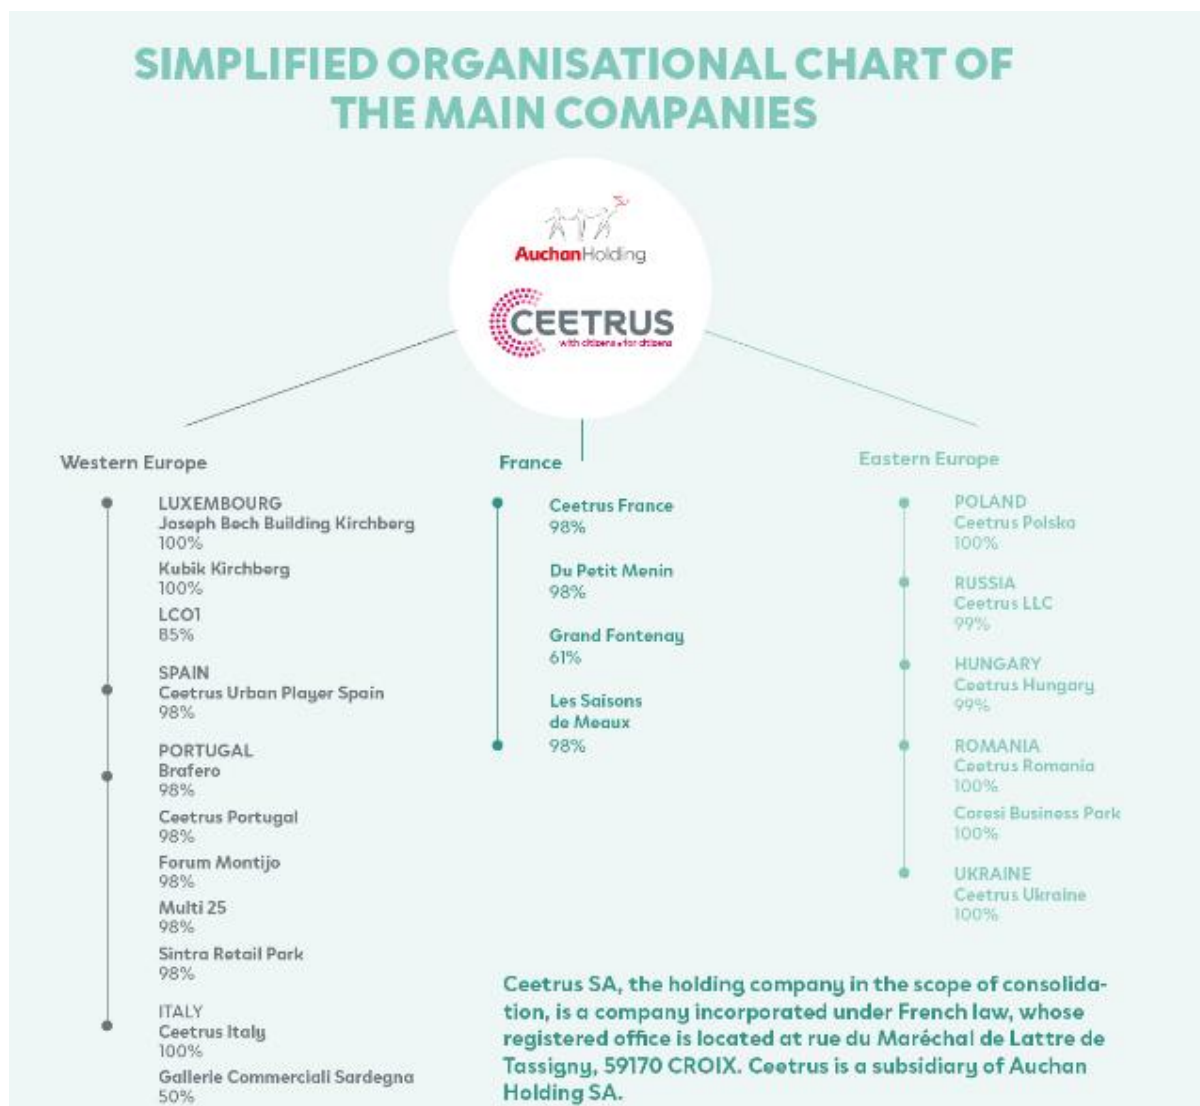 SIMPLIFIED ORGANISATIONAL CHART OF
THE MAIN COMPANIES
AuchanHolding
CEETRUS
with citizens for citizens
Western Europe
LUXEMBOURG
Joseph Bech Building Kirchberg
100%
Kubik Kirchberg
100%
LCO1
85%
SPAIN
Ceetrus Urban Player Spain
98%
PORTUGAL
Brafero
98%
Ceetrus Portugal
98%
Forum Montijo
98%
Multi 25
98%
Sintra Retail Park
98%
ITALY
Ceetrus Italy
100%
Gallerie Commerciali Sardegna
50%
France
Ceetrus France
98%
Du Petit Menin
98%
Grand Fontenay
61%
Les Saisons
de Meaux
98%
Eastern Europe
POLAND
Ceetrus Polska
100%
RUSSIA
Ceetrus LLC
99%
HUNGARY
Ceetrus Hungary
99%
ROMANIA
Ceetrus Romania
100%
Coresi Business Park
100%
UKRAINE
Ceetrus Ukraine
100%
Ceetrus SA, the holding company in the scope of consolida-
tion, is a company incorporated under French law, whose
registered office is located at rue du Maréchal de Lattre de
Tassigny, 59170 CROIX. Ceetrus is a subsidiary of Auchan
Holding SA.